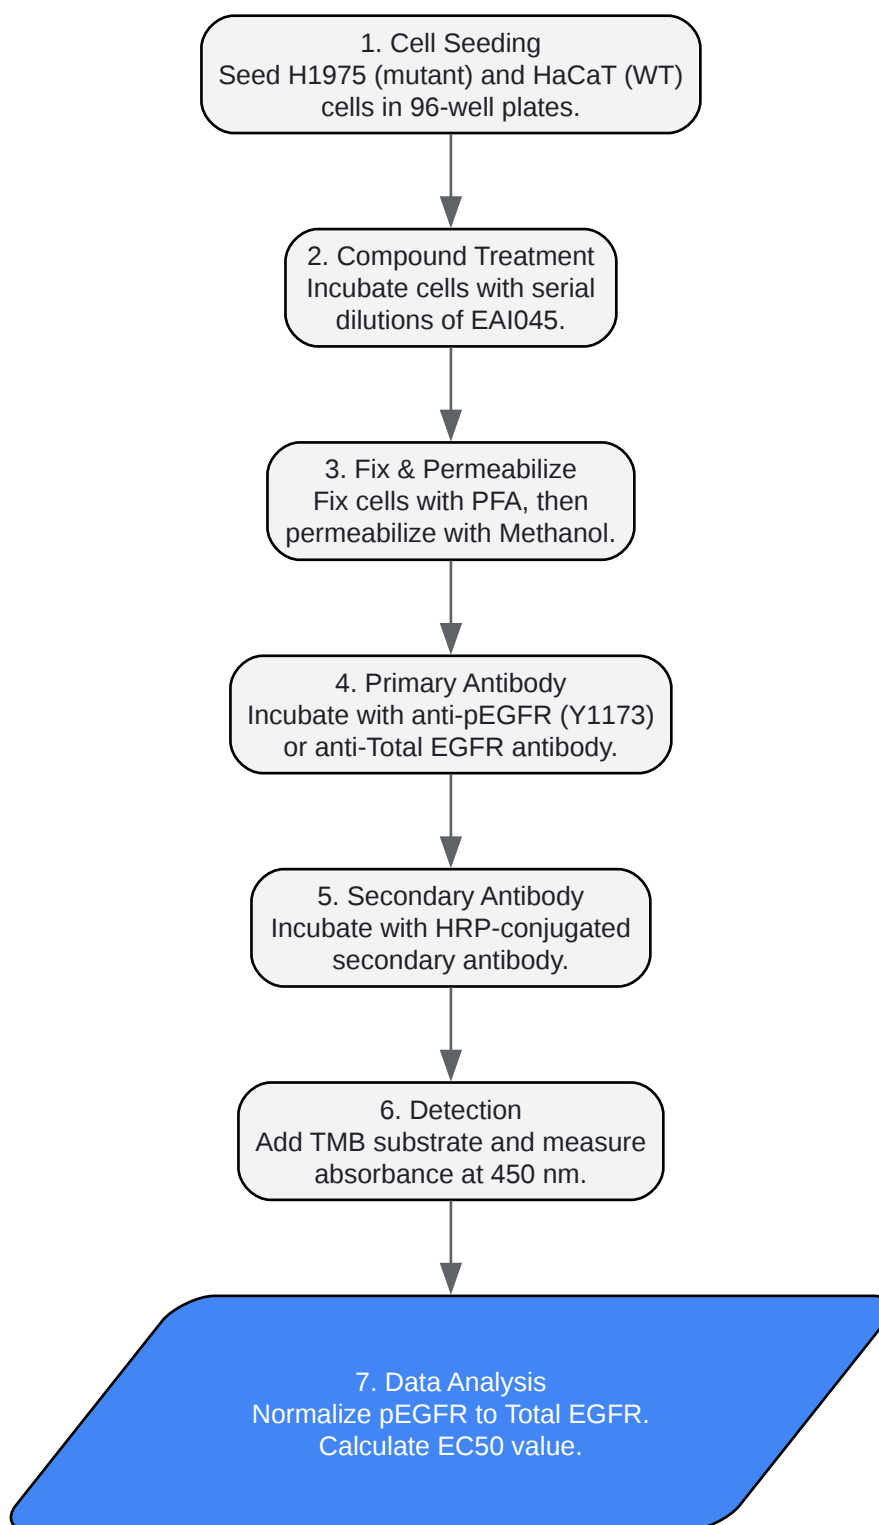 1. Cell Seeding
Seed H1975 (mutant) and HaCaT (WT)
cells in 96-well plates.
2. Compound Treatment
Incubate cells with serial
dilutions of EAI045.
3. Fix & Permeabilize
Fix cells with PFA, then
permeabilize with Methanol.
4. Primary Antibody
Incubate with anti-pEGFR (Y1173)
or anti-Total EGFR antibody.
5. Secondary Antibody
Incubate with HRP-conjugated
secondary antibody.
6. Detection
Add TMB substrate and measure
absorbance at 450 nm.
7. Data Analysis
Normalize pEGFR to Total EGFR.
Calculate EC50 value.